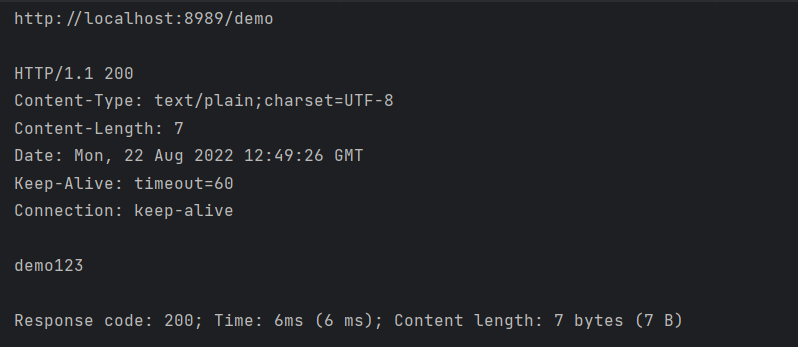 http://localhost:8989/demo
HTTP/1.1 200
Content-Type: text/plain;charset=UTF-8
Content-Length: 7
Date: Mon, 22 Aug 2022 12:49:26 GMT
Keep-Alive: timeout=60
Connection: keep-alive
demo123
Response code: 200; Time: 6ms (6 ms); Content length: 7 bytes (7 B)